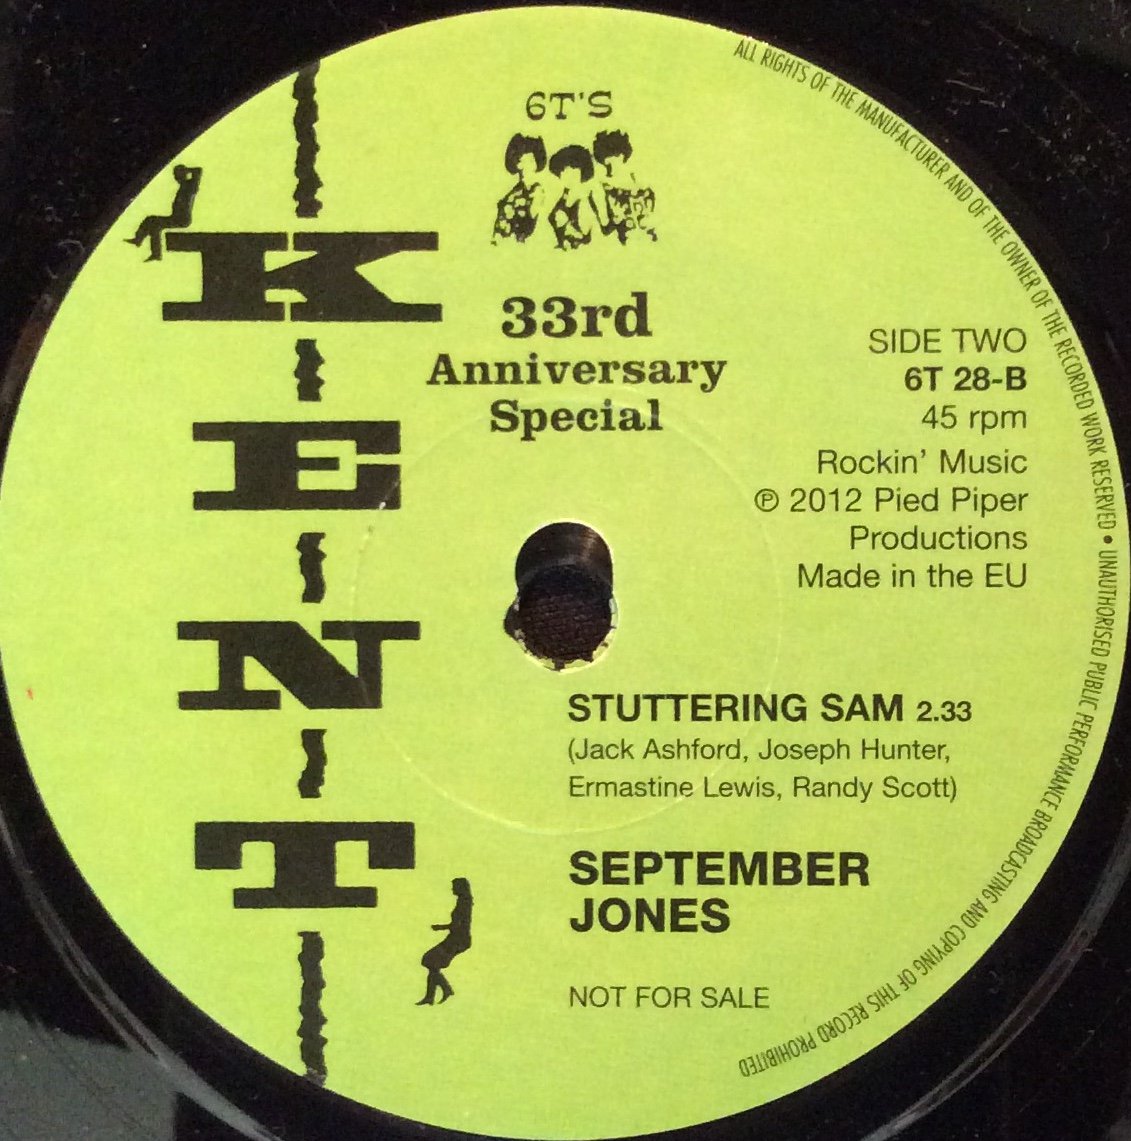 6T'S
KENT
33rd
Anniversary
Special
SIDE TWO
6T 28-B
45 rpm
Rockin' Music
℗ 2012 Pied Piper
Productions
Made in the EU
STUTTERING SAM 2.33
(Jack Ashford, Joseph Hunter,
Ermastine Lewis, Randy Scott)
SEPTEMBER
JONES
NOT FOR SALE
ALL RIGHTS OF THE MANUFACTURER AND OF THE OWNER OF THE RECORDED WORK RESERVED • UNAUTHORISED PUBLIC PERFORMANCE BROADCASTING AND COPYING OF THIS RECORD PROHIBITED